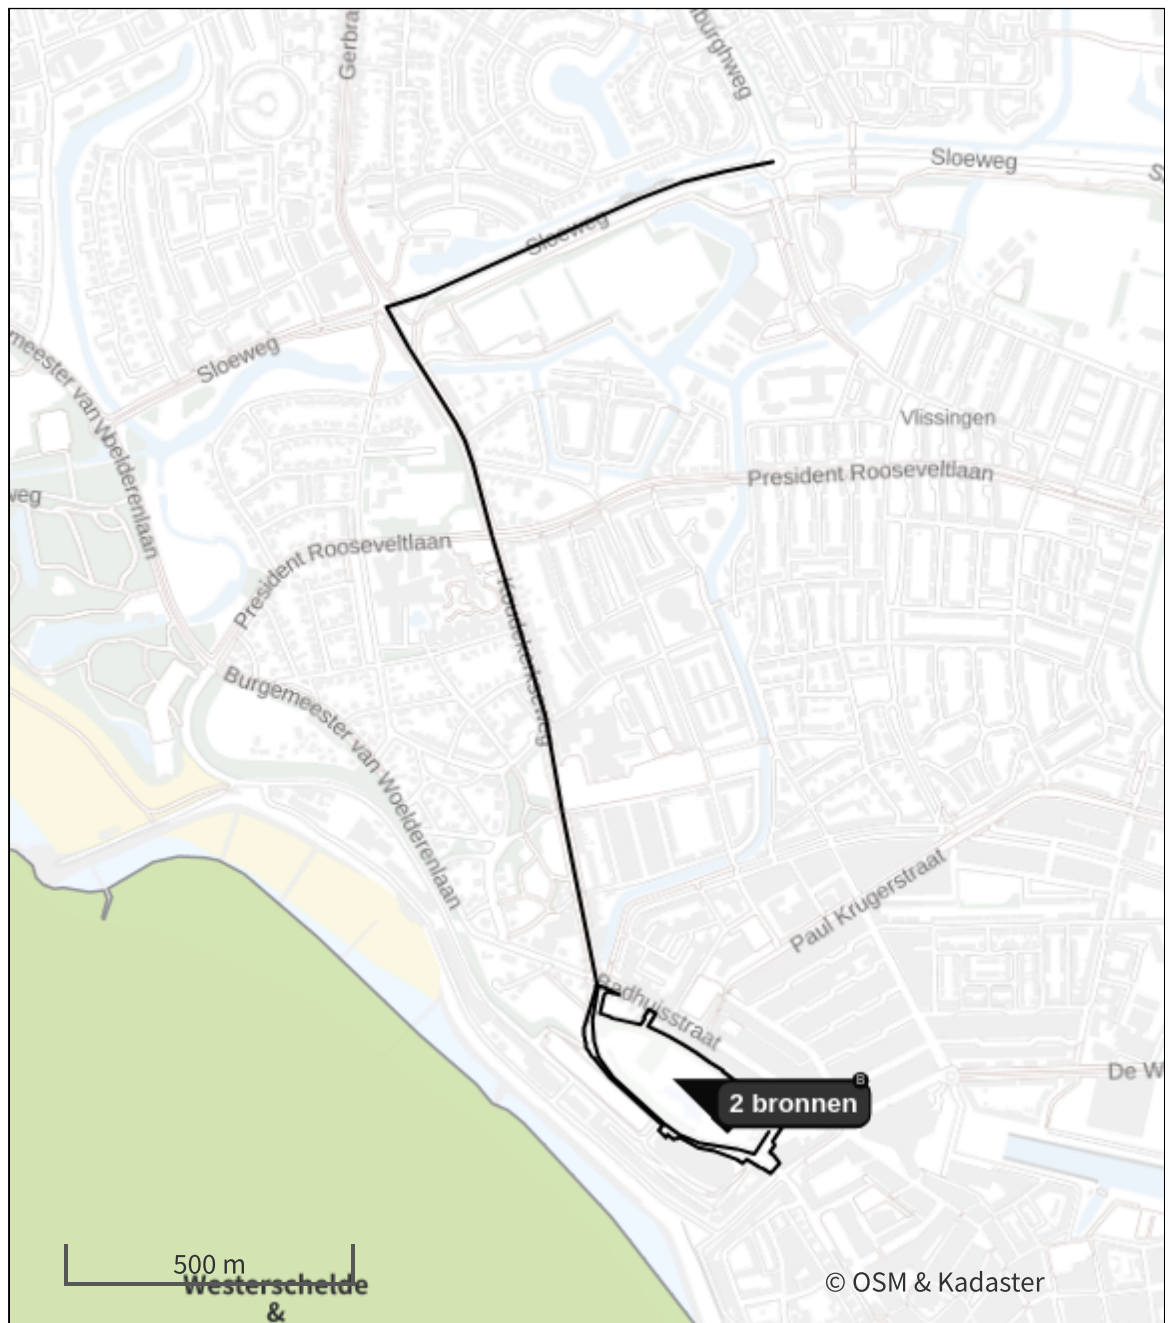 Gerbra
burghweg
Sloeweg
S
Sloeweg
Sloeweg
meester van Woelderenlaan
Vlissingen
President Rooseveltlaan
weg
President Rooseveltlaan
Koudekerkseweg
Burgemeester van Woelderenlaan
Paul Krugerstraat
Badhuisstraat
De W
B
2 bronnen
500 m
Westerschelde
&
© OSM & Kadaster